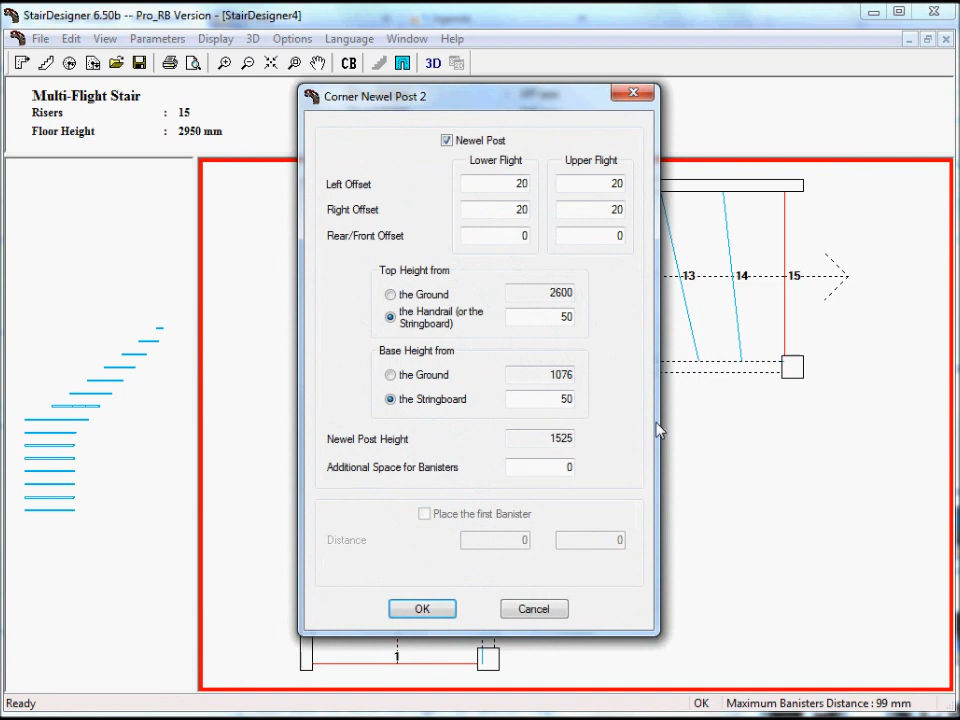 StairDesigner 6.50b -- Pro_RB Version - [StairDesigner4]
File Edit View Parameters Display 3D Options Language Window Help
CB 3D
Multi-Flight Stair
Risers : 15
Floor Height : 2950 mm
Corner Newel Post 2
Newel Post
Lower Flight Upper Flight
Left Offset 20 20
Right Offset 20 20
Rear/Front Offset 0 0
Top Height from
the Ground 2600
the Handrail (or the
Stringboard) 50
Base Height from
the Ground 1076
the Stringboard 50
Newel Post Height 1525
Additional Space for Banisters 0
Place the first Banister
Distance 0 0
OK Cancel
13 14 15
1
Ready OK Maximum Banisters Distance : 99 mm